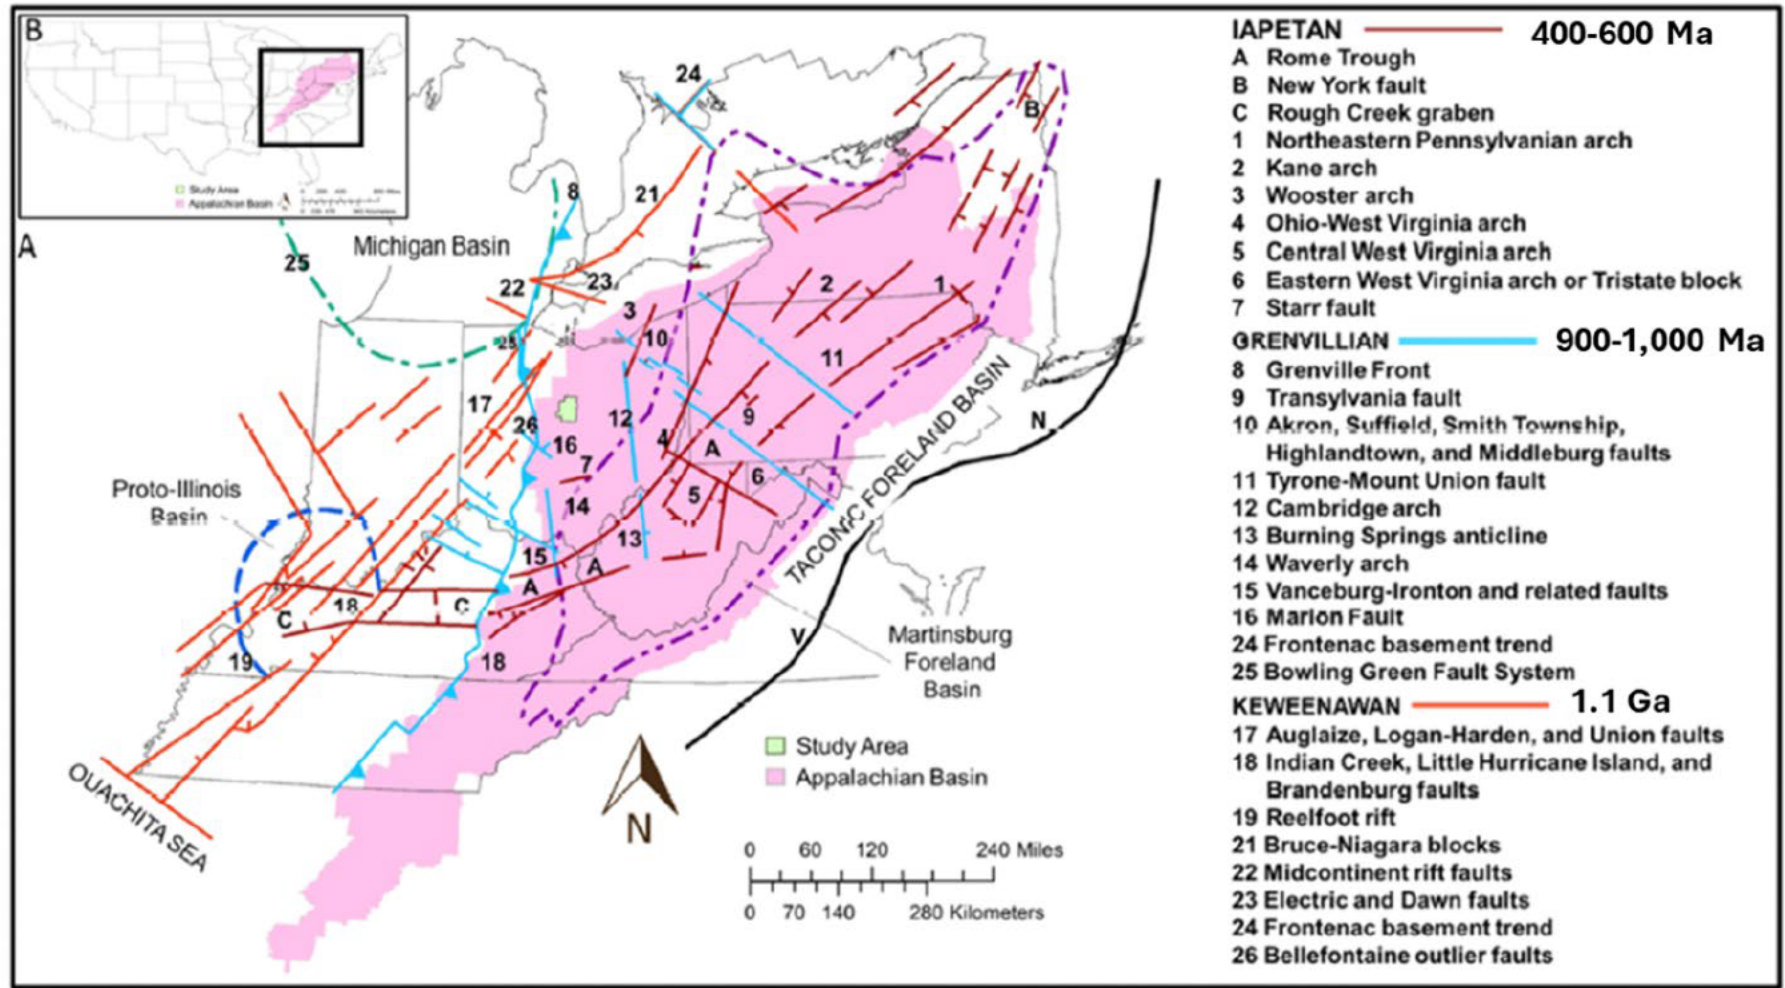 B
Study Area
Appalachian Basin
A
Michigan Basin
24
B
8
21
25
22
23
2
1
3
10
11
17
12
9
26
16
4
A
7
6
14
5
13
15
A
A
18
C
C
19
18
N
V
Proto-Illinois
Basin
TACONIC FORELAND BASIN
Martinsburg
Foreland
Basin
OUACHITA SEA
Study Area
Appalachian Basin
N
0 60 120 240 Miles
0 70 140 280 Kilometers
IAPETAN 400-600 Ma
A Rome Trough
B New York fault
C Rough Creek graben
1 Northeastern Pennsylvanian arch
2 Kane arch
3 Wooster arch
4 Ohio-West Virginia arch
5 Central West Virginia arch
6 Eastern West Virginia arch or Tristate block
7 Starr fault
GRENVILLIAN 900-1,000 Ma
8 Grenville Front
9 Transylvania fault
10 Akron, Suffield, Smith Township,
Highlandtown, and Middleburg faults
11 Tyrone-Mount Union fault
12 Cambridge arch
13 Burning Springs anticline
14 Waverly arch
15 Vanceburg-Ironton and related faults
16 Marion Fault
24 Frontenac basement trend
25 Bowling Green Fault System
KEWEENAWAN 1.1 Ga
17 Auglaize, Logan-Harden, and Union faults
18 Indian Creek, Little Hurricane Island, and
Brandenburg faults
19 Reelfoot rift
21 Bruce-Niagara blocks
22 Midcontinent rift faults
23 Electric and Dawn faults
24 Frontenac basement trend
26 Bellefontaine outlier faults